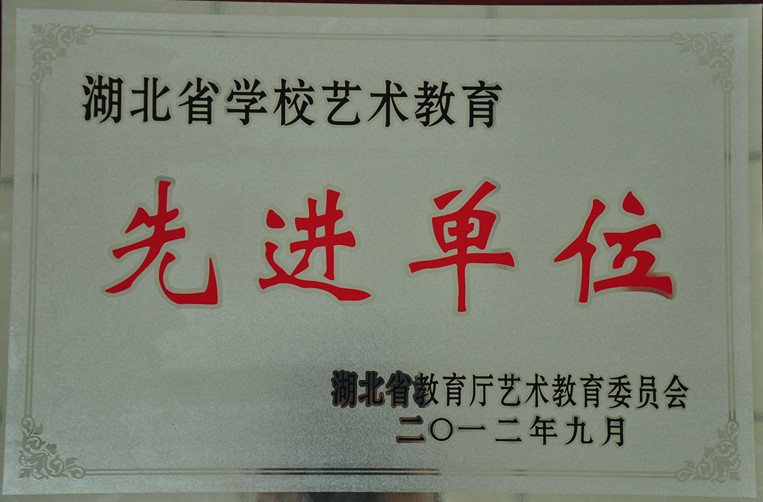 湖北省学校艺术教育
先进单位
湖北省教育厅艺术教育委员会
二〇一二年九月